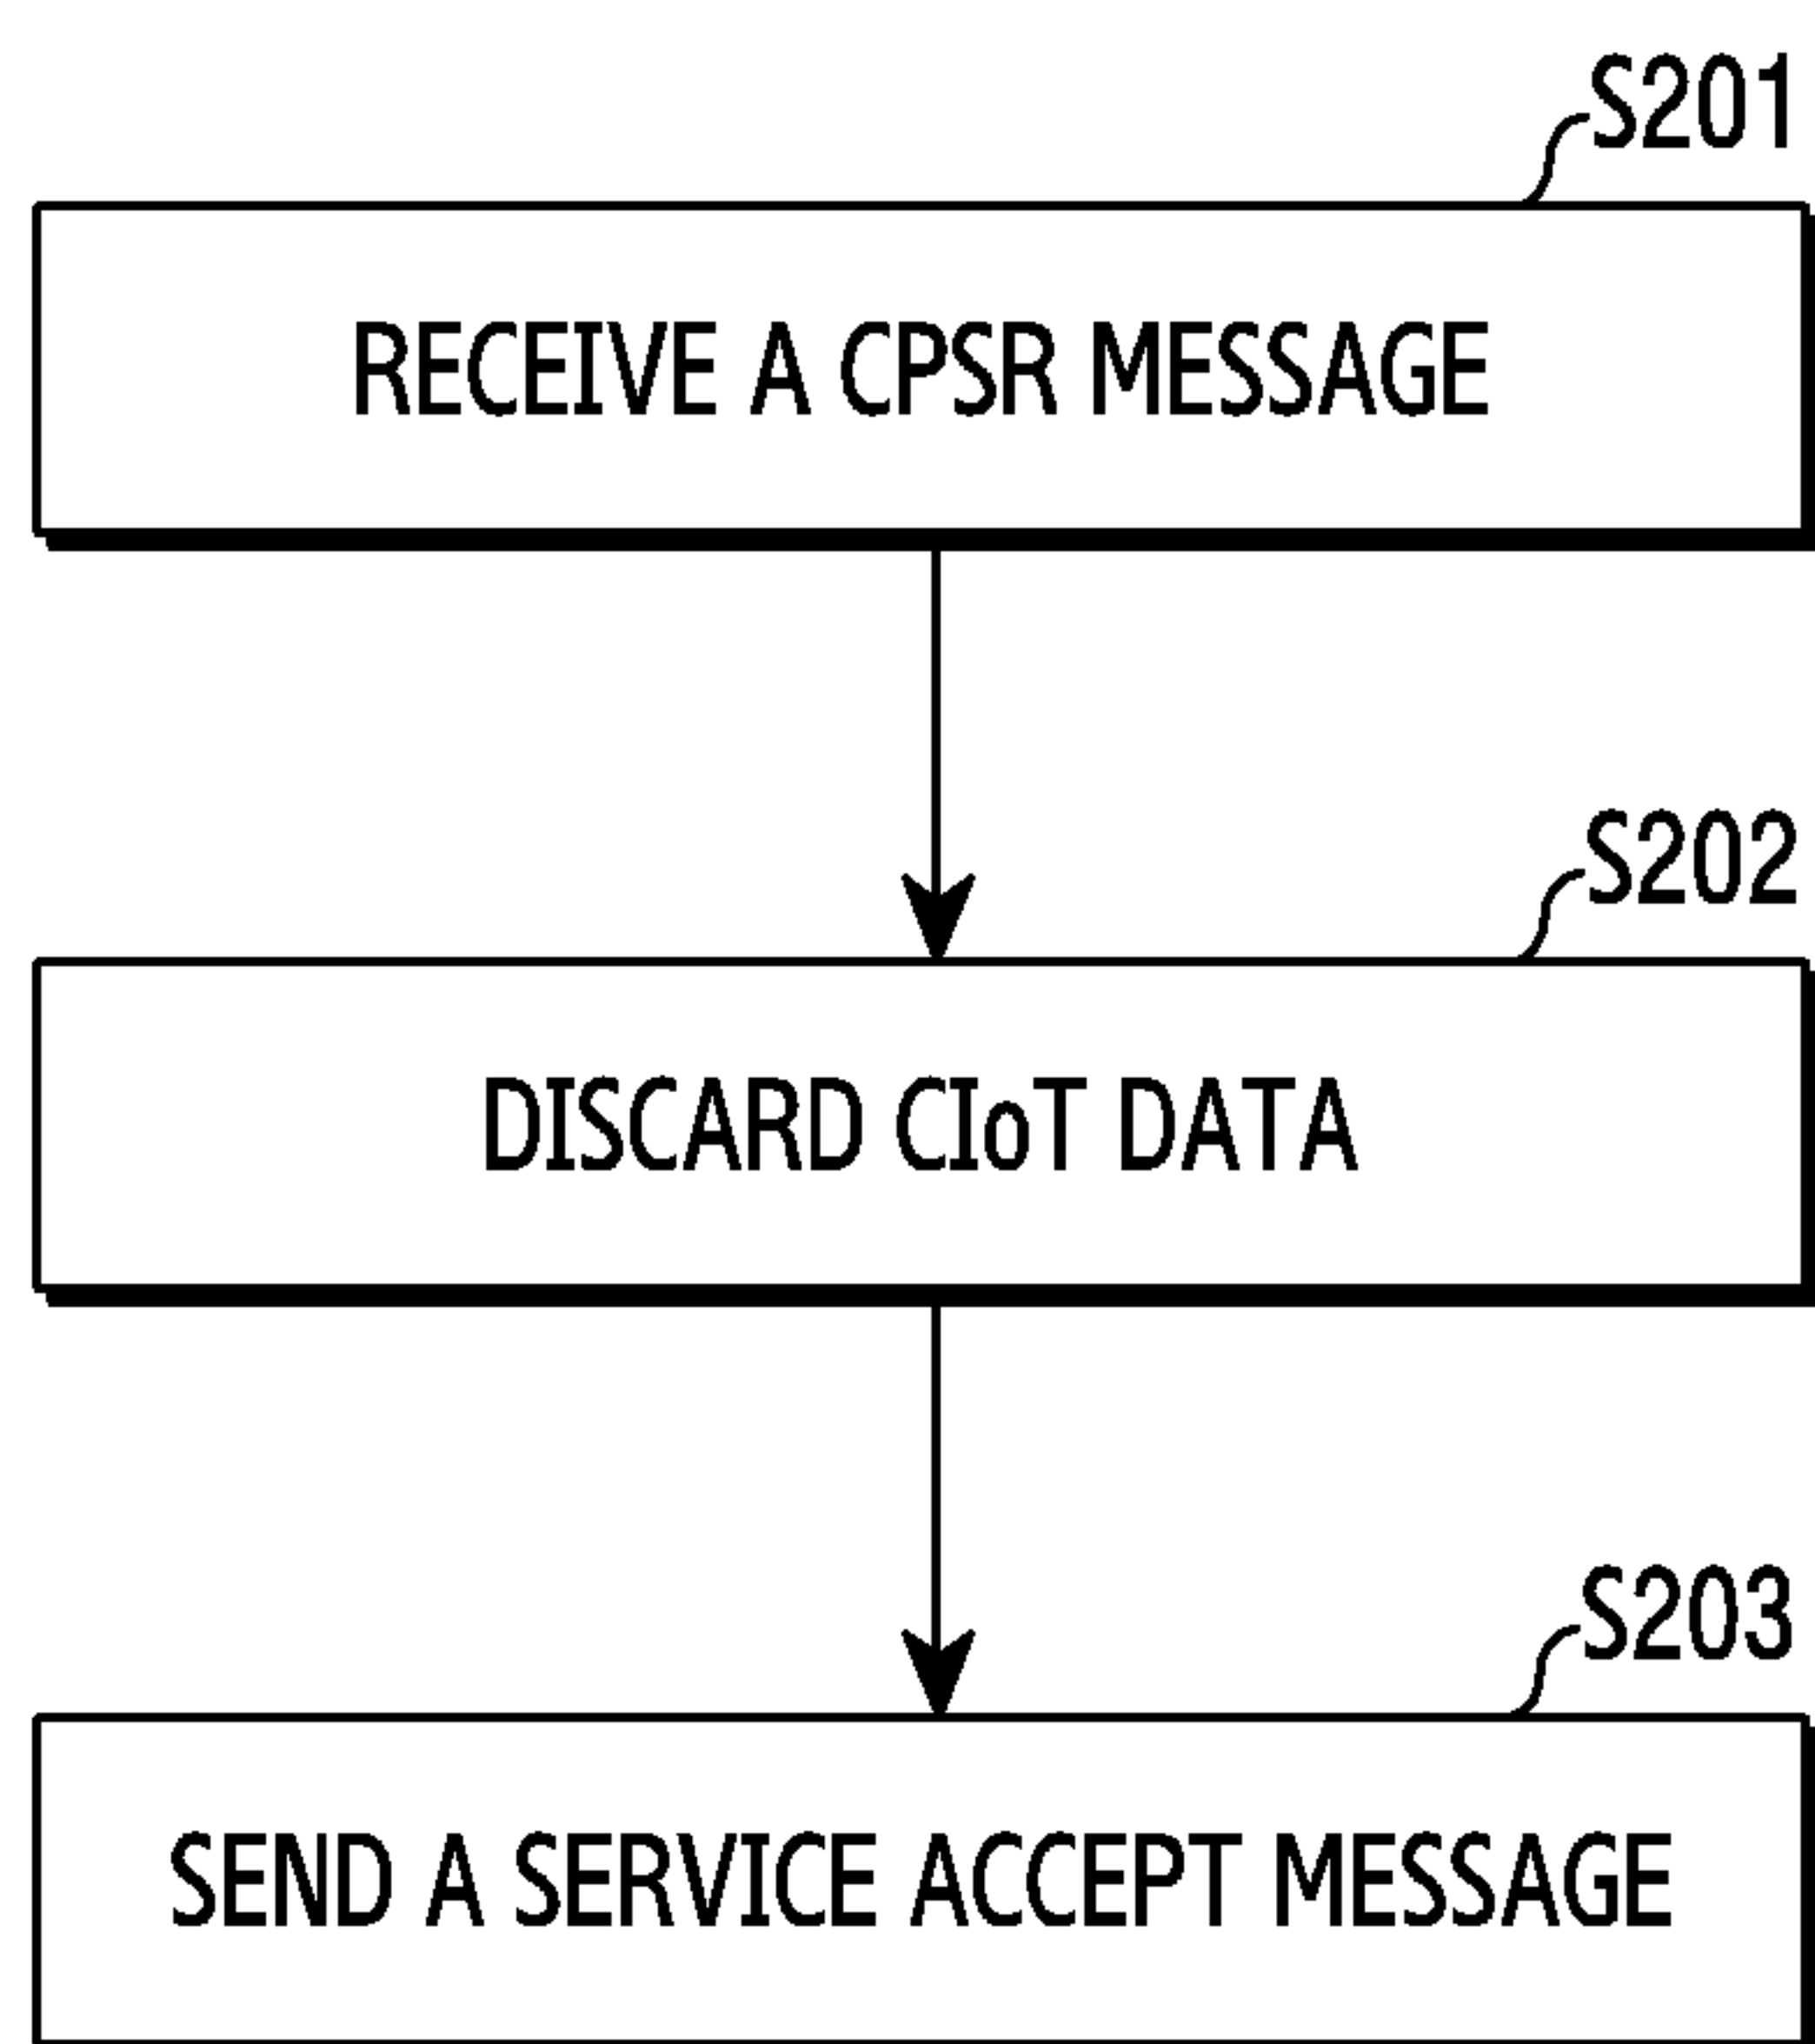 S201
RECEIVE A CPSR MESSAGE
S202
DISCARD CIoT DATA
S203
SEND A SERVICE ACCEPT MESSAGE